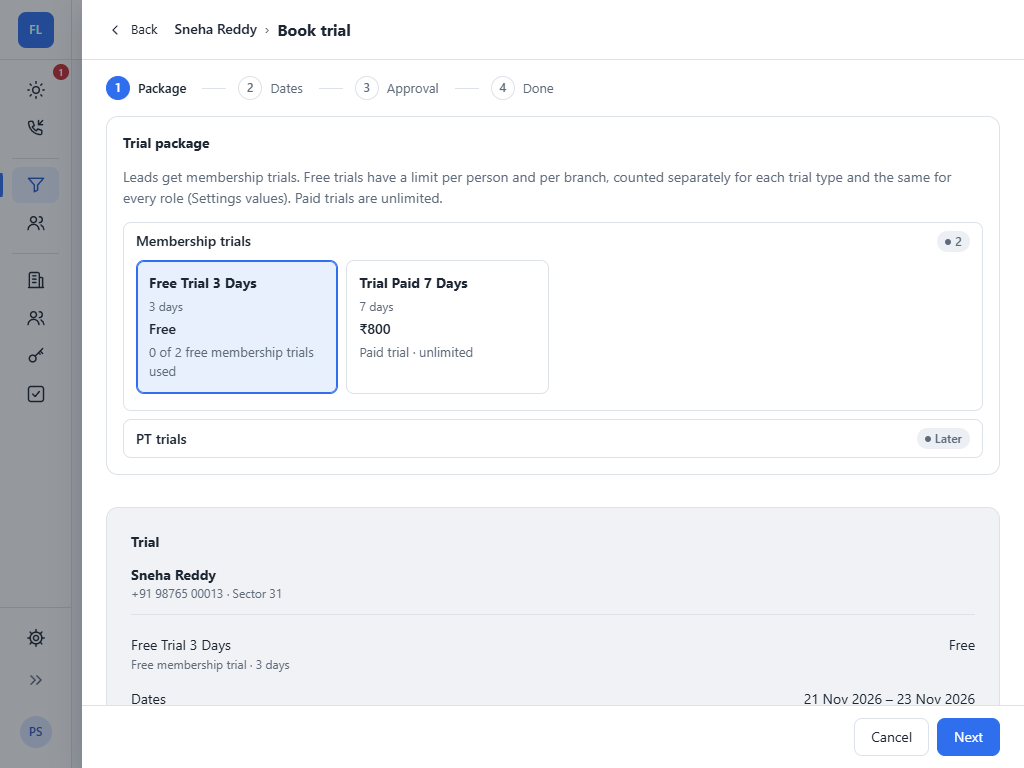 FL
Back Sneha Reddy › Book trial
1
1 Package 2 Dates 3 Approval 4 Done
Trial package
Leads get membership trials. Free trials have a limit per person and per branch, counted separately for each trial type and the same for
every role (Settings values). Paid trials are unlimited.
Membership trials
2
Free Trial 3 Days
3 days
Free
0 of 2 free membership trials
used
Trial Paid 7 Days
7 days
₹800
Paid trial · unlimited
PT trials
Later
Trial
Sneha Reddy
+91 98765 00013 · Sector 31
Free Trial 3 Days Free
Free membership trial · 3 days
Dates 21 Nov 2026 – 23 Nov 2026
PS
Cancel Next